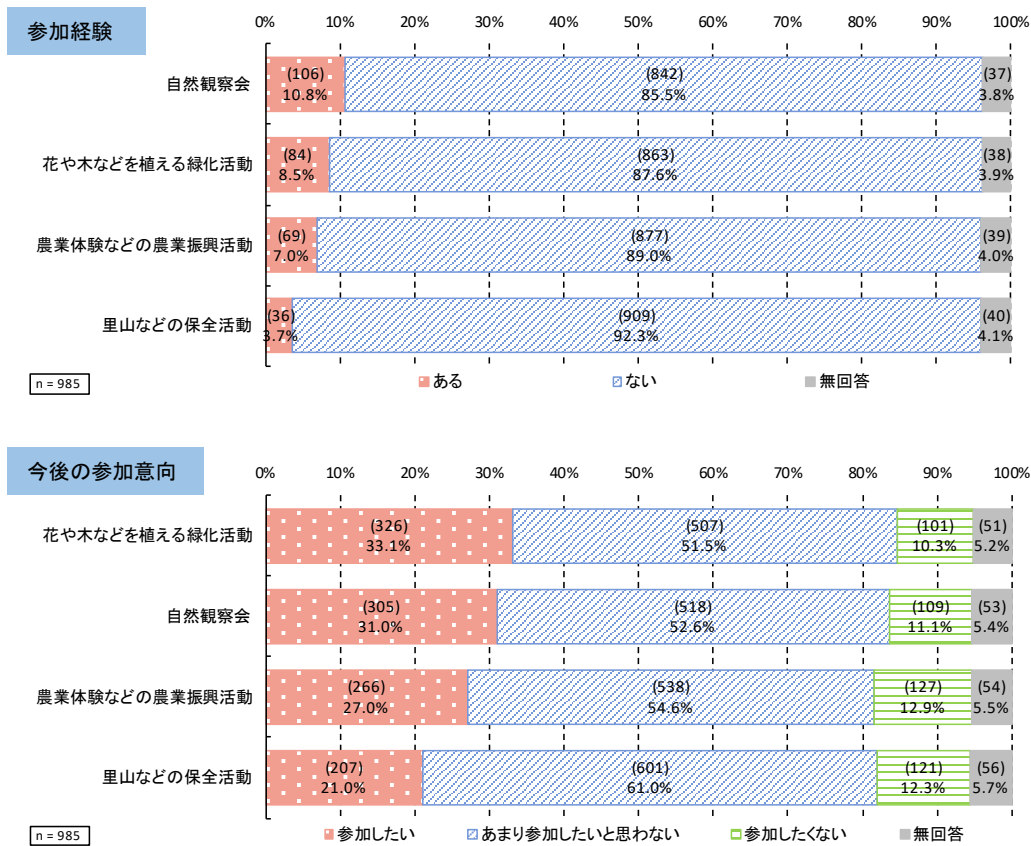 参加経験
0% 10% 20% 30% 40% 50% 60% 70% 80% 90% 100%
自然観察会
(106) (842) (37)
10.8% 85.5% 3.8%
花や木などを植える緑化活動
(84) (863) (38)
8.5% 87.6% 3.9%
農業体験などの農業振興活動
(69) (877) (39)
7.0% 89.0% 4.0%
里山などの保全活動
(36) (909) (40)
3.7% 92.3% 4.1%
n = 985
ある ない 無回答
今後の参加意向
0% 10% 20% 30% 40% 50% 60% 70% 80% 90% 100%
花や木などを植える緑化活動
(326) (507) (101) (51)
33.1% 51.5% 10.3% 5.2%
自然観察会
(305) (518) (109) (53)
31.0% 52.6% 11.1% 5.4%
農業体験などの農業振興活動
(266) (538) (127) (54)
27.0% 54.6% 12.9% 5.5%
里山などの保全活動
(207) (601) (121) (56)
21.0% 61.0% 12.3% 5.7%
n = 985
参加したい あまり参加したいと思わない 参加したくない 無回答